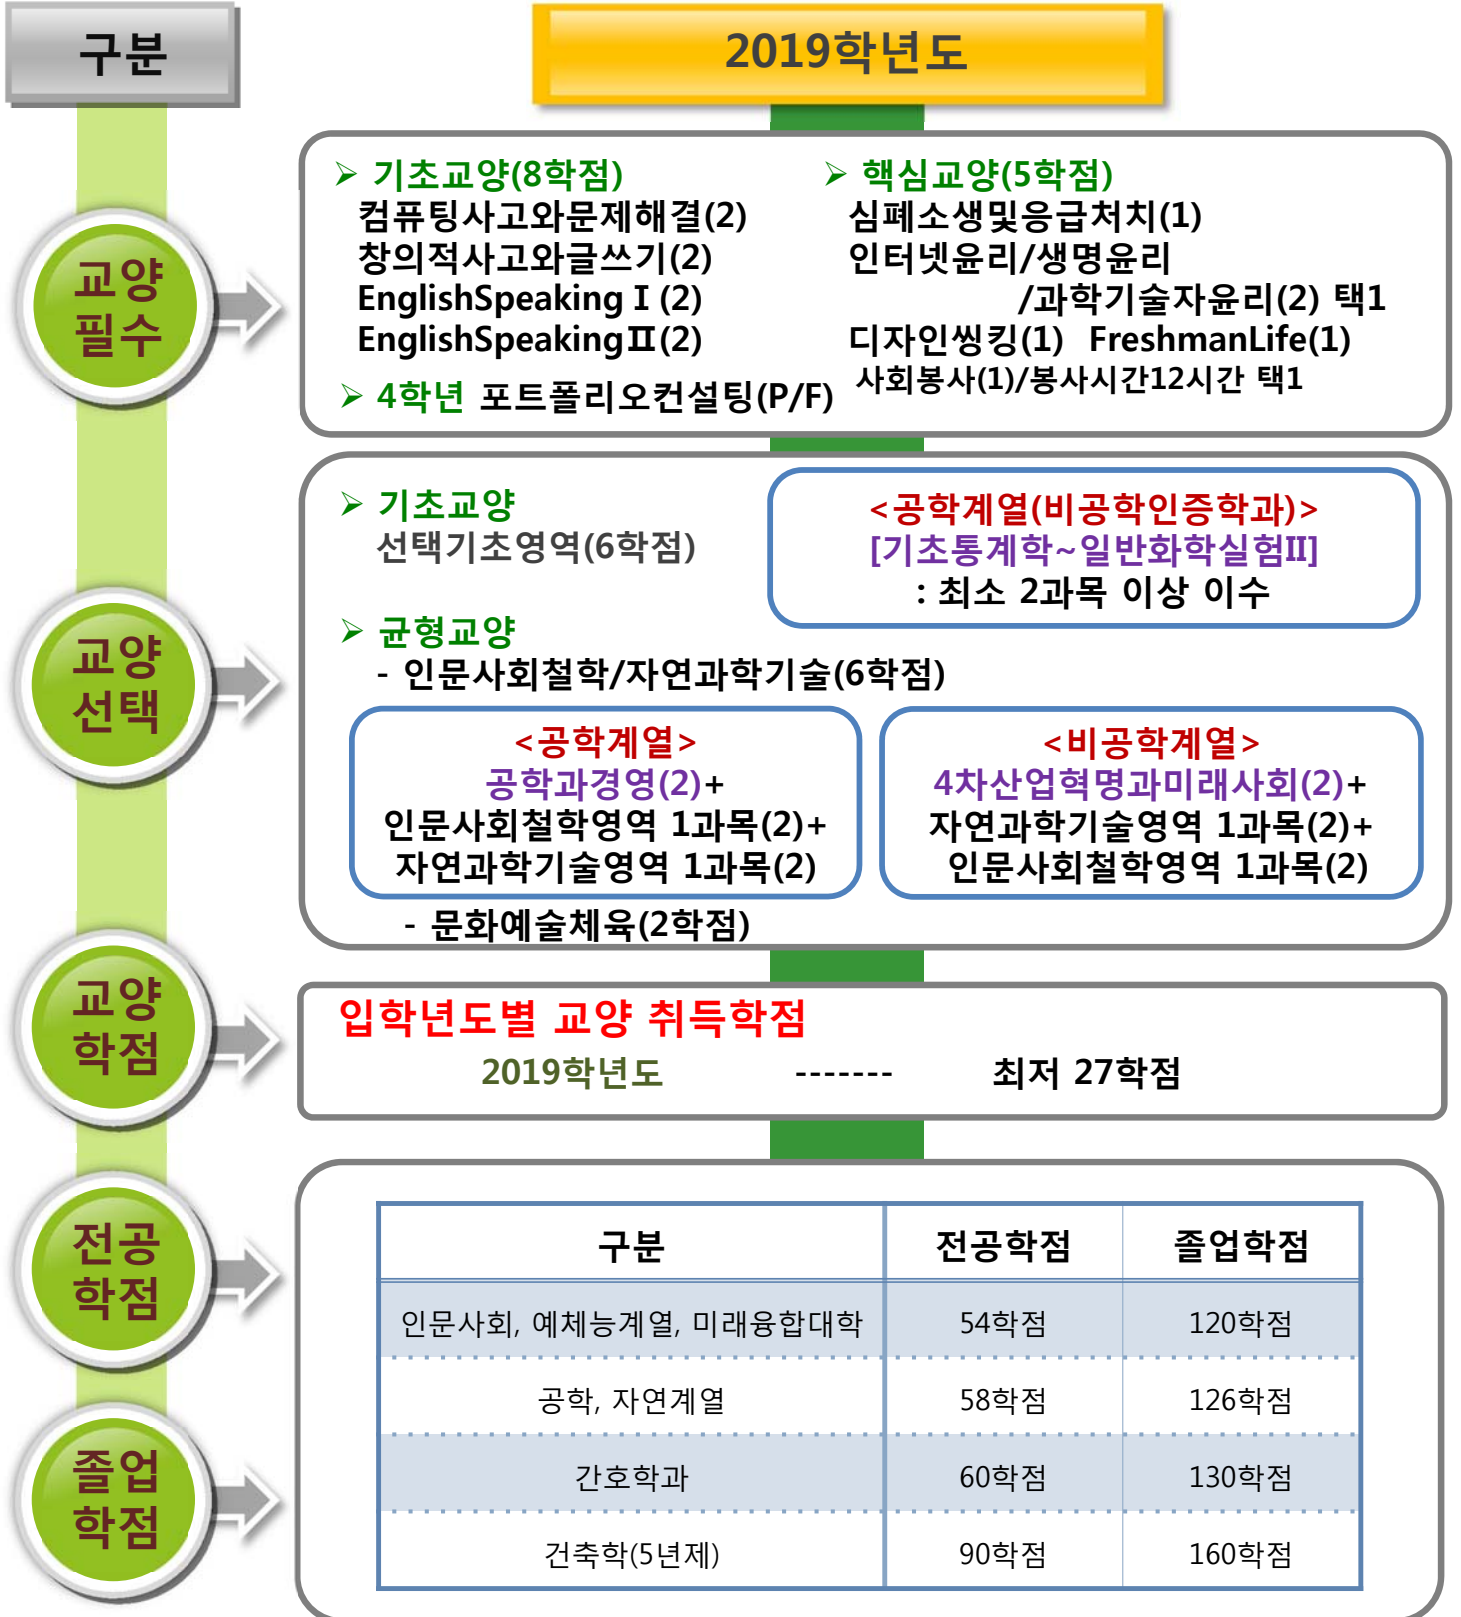 구분
2019학년도
교양
필수
➢ 기초교양(8학점)
컴퓨팅사고와문제해결(2)
창의적사고와글쓰기(2)
EnglishSpeaking I (2)
EnglishSpeakingⅡ(2)
➢ 4학년 포트폴리오컨설팅(P/F)
➢ 핵심교양(5학점)
심폐소생및응급처치(1)
인터넷윤리/생명윤리
/과학기술자윤리(2) 택1
디자인씽킹(1) FreshmanLife(1)
사회봉사(1)/봉사시간12시간 택1
교양
선택
➢ 기초교양
선택기초영역(6학점)
<공학계열(비공학인증학과)>
[기초통계학~일반화학실험II]
: 최소 2과목 이상 이수
➢ 균형교양
- 인문사회철학/자연과학기술(6학점)
<공학계열>
공학과경영(2)+
인문사회철학영역 1과목(2)+
자연과학기술영역 1과목(2)
<비공학계열>
4차산업혁명과미래사회(2)+
자연과학기술영역 1과목(2)+
인문사회철학영역 1과목(2)
- 문화예술체육(2학점)
교양
학점
입학년도별 교양 취득학점
2019학년도 ------- 최저 27학점
전공
학점
졸업
학점
구분 전공학점 졸업학점
인문사회, 예체능계열, 미래융합대학 54학점 120학점
공학, 자연계열 58학점 126학점
간호학과 60학점 130학점
건축학(5년제) 90학점 160학점